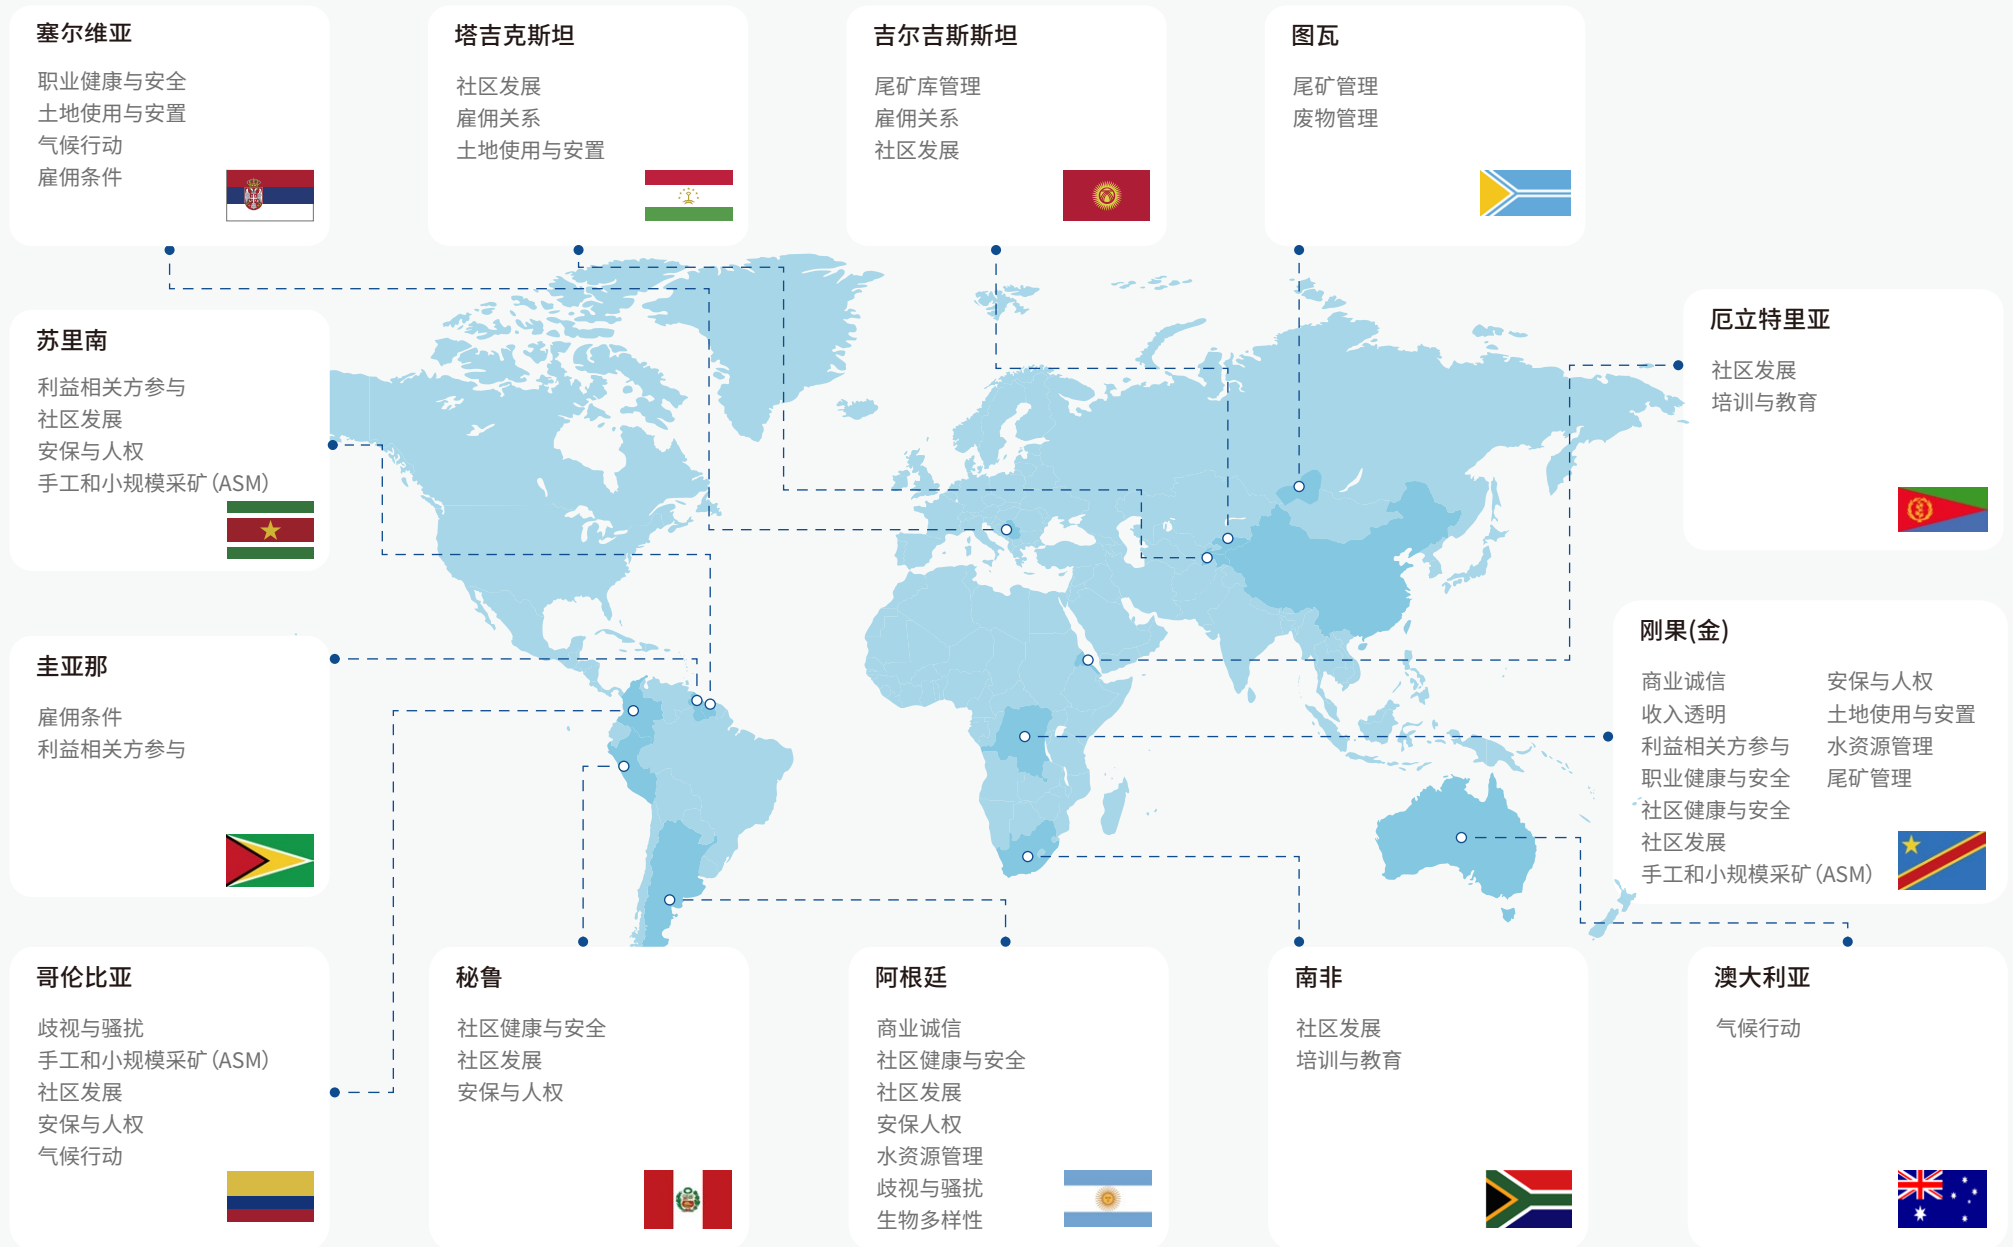 塞尔维亚
职业健康与安全
土地使用与安置
气候行动
雇佣条件
塔吉克斯坦
社区发展
雇佣关系
土地使用与安置
吉尔吉斯斯坦
尾矿库管理
雇佣关系
社区发展
图瓦
尾矿管理
废物管理
苏里南
利益相关方参与
社区发展
安保与人权
手工和小规模采矿（ASM）
厄立特里亚
社区发展
培训与教育
圭亚那
雇佣条件
利益相关方参与
刚果(金)
商业诚信
收入透明
利益相关方参与
职业健康与安全
社区健康与安全
社区发展
手工和小规模采矿（ASM）
安保与人权
土地使用与安置
水资源管理
尾矿管理
哥伦比亚
歧视与骚扰
手工和小规模采矿（ASM）
社区发展
安保与人权
气候行动
秘鲁
社区健康与安全
社区发展
安保与人权
阿根廷
商业诚信
社区健康与安全
社区发展
安保人权
水资源管理
歧视与骚扰
生物多样性
南非
社区发展
培训与教育
澳大利亚
气候行动